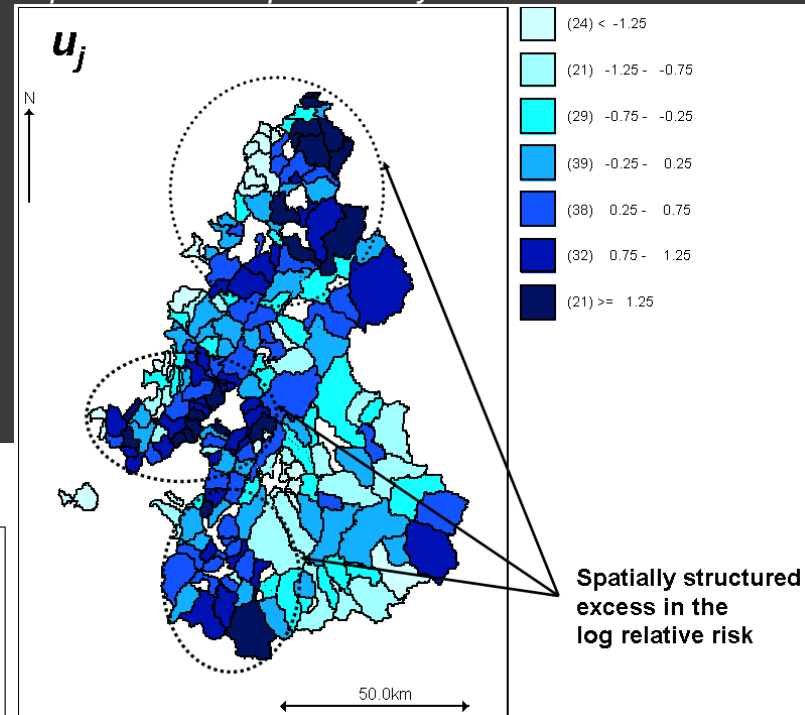 u_j
(24) < -1.25
(21) -1.25 - -0.75
(29) -0.75 - -0.25
(39) -0.25 - 0.25
(38) 0.25 - 0.75
(32) 0.75 - 1.25
(21) >= 1.25
N
Spatially structured
excess in the
log relative risk
50.0km